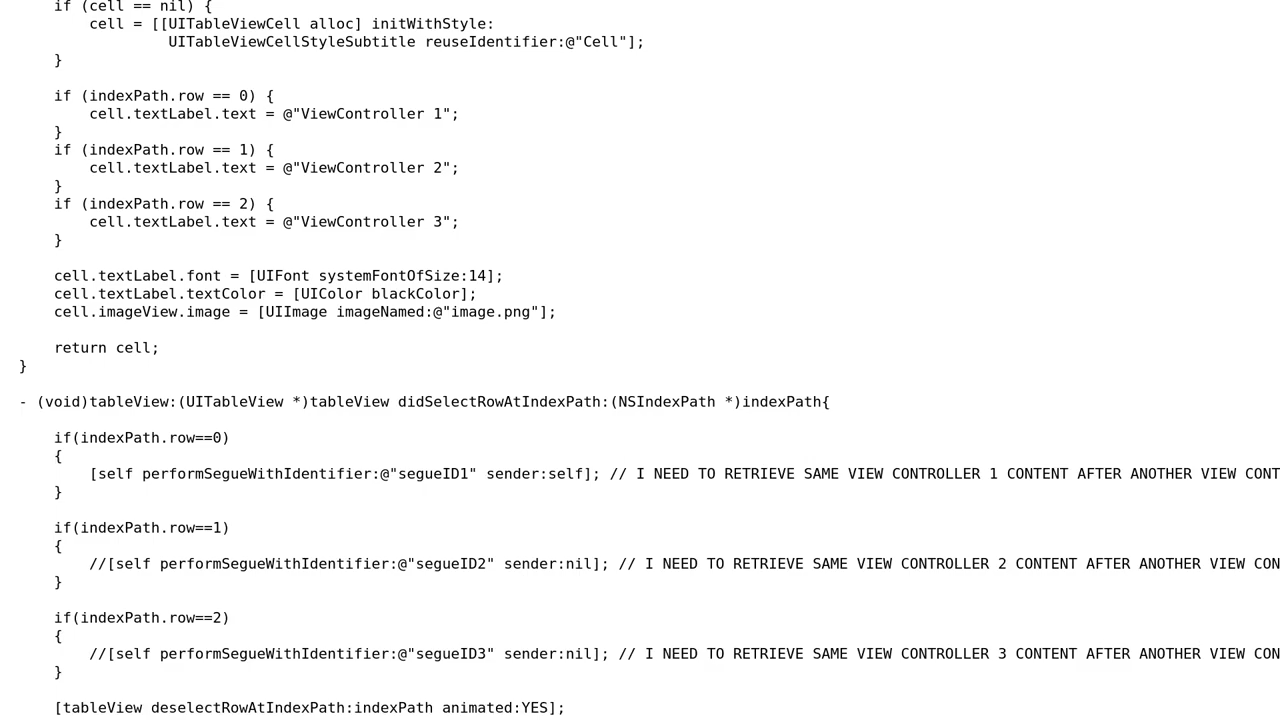 if (cell == nil) {
cell = [[UITableViewCell alloc] initWithStyle:
UITableViewCellStyleSubtitle reuseIdentifier:@"Cell"];
}
if (indexPath.row == 0) {
cell.textLabel.text = @"ViewController 1";
}
if (indexPath.row == 1) {
cell.textLabel.text = @"ViewController 2";
}
if (indexPath.row == 2) {
cell.textLabel.text = @"ViewController 3";
}
cell.textLabel.font = [UIFont systemFontOfSize:14];
cell.textLabel.textColor = [UIColor blackColor];
cell.imageView.image = [UIImage imageNamed:@"image.png"];
return cell;
}
- (void)tableView:(UITableView *)tableView didSelectRowAtIndexPath:(NSIndexPath *)indexPath{
if(indexPath.row==0)
{
[self performSegueWithIdentifier:@"segueID1" sender:self]; // I NEED TO RETRIEVE SAME VIEW CONTROLLER 1 CONTENT AFTER ANOTHER VIEW CONT
}
if(indexPath.row==1)
{
//[self performSegueWithIdentifier:@"segueID2" sender:nil]; // I NEED TO RETRIEVE SAME VIEW CONTROLLER 2 CONTENT AFTER ANOTHER VIEW CON
}
if(indexPath.row==2)
{
//[self performSegueWithIdentifier:@"segueID3" sender:nil]; // I NEED TO RETRIEVE SAME VIEW CONTROLLER 3 CONTENT AFTER ANOTHER VIEW CON
}
[tableView deselectRowAtIndexPath:indexPath animated:YES];